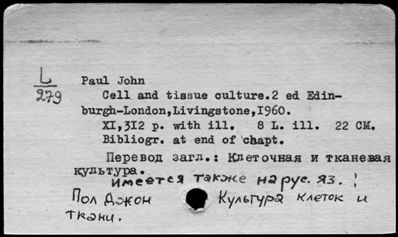 L
279
Paul John
Cell and tissue culture.2 ed Edin-
burgh-London,Livingstone,1960.
XI,312 p. with ill. 8 L. ill. 22 CM.
Bibliogr. at end of chapt.
Перевод загл.: Клеточная и тканевая
культура.
имеется также на рус. яз. :
Пол Джон Культура клеток и
ткани.